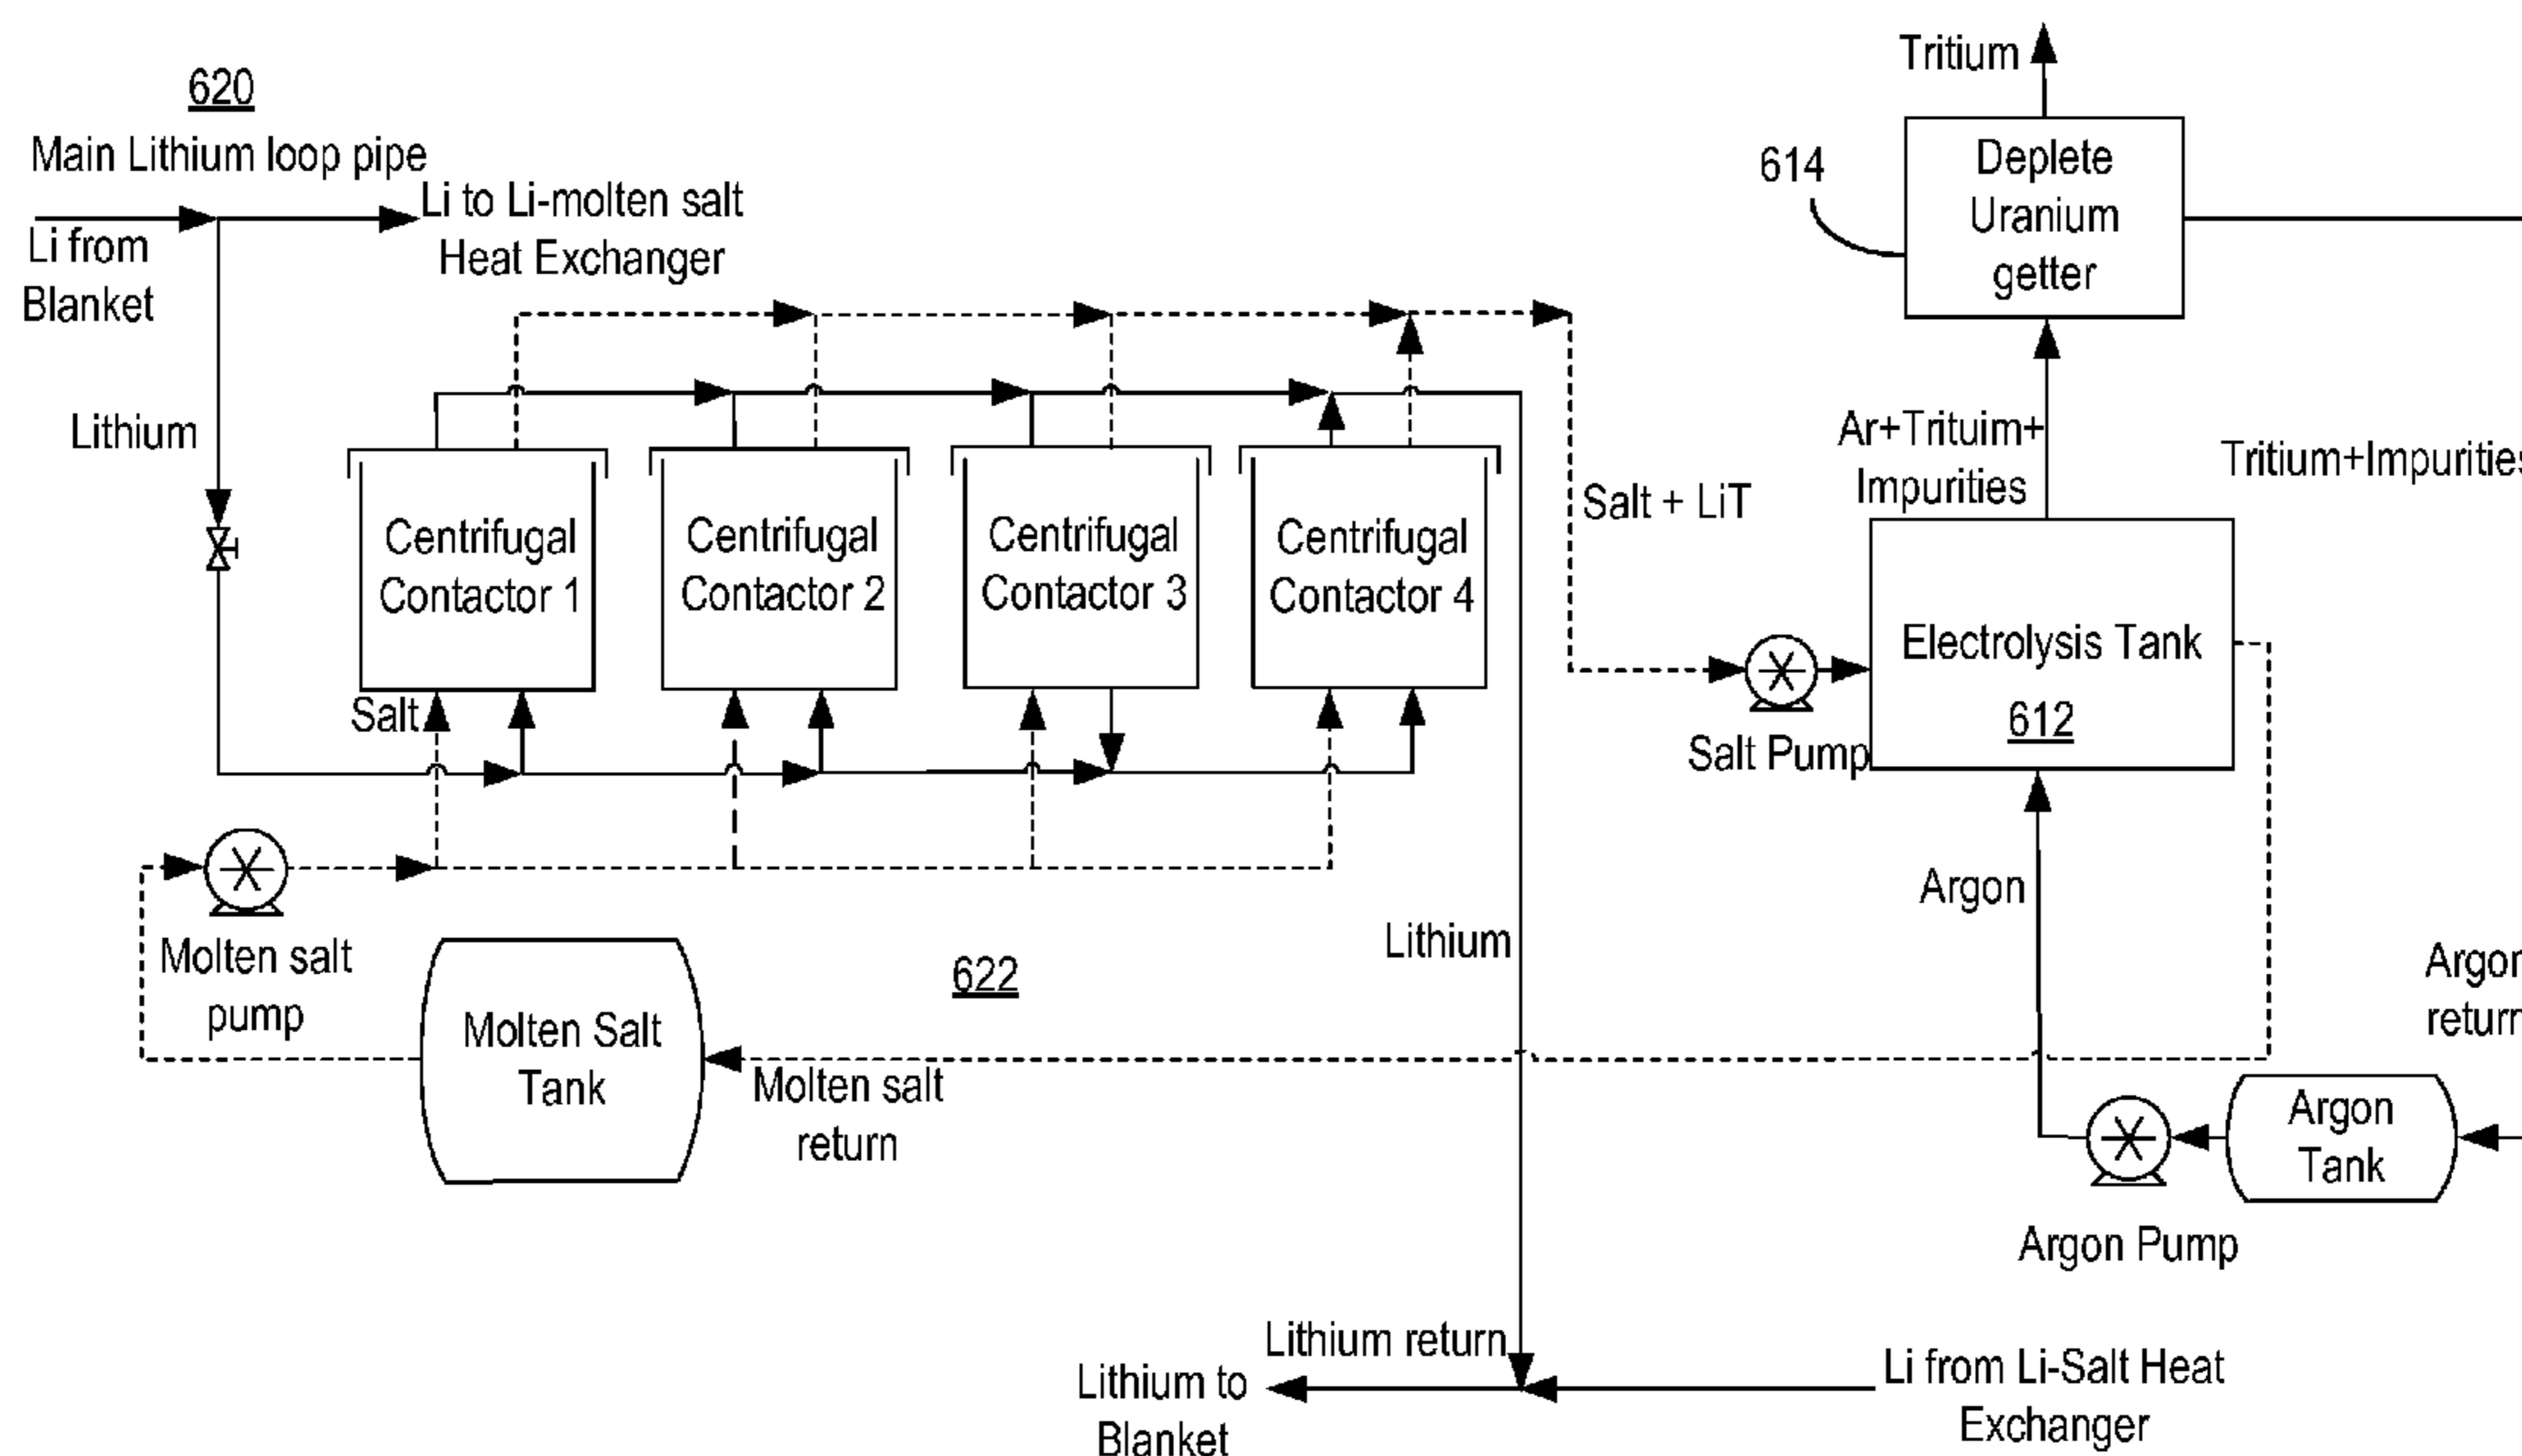 620
Main Lithium loop pipe
Li from
Blanket
Li to Li-molten salt
Heat Exchanger
Lithium
Centrifugal
Contactor 1
Centrifugal
Contactor 2
Centrifugal
Contactor 3
Centrifugal
Contactor 4
Salt
Salt + LiT
Salt Pump
Tritium
614
Deplete
Uranium
getter
Ar+Trituim+
Impurities
Tritium+Impurities
Electrolysis Tank
612
Argon
Molten salt
pump
Molten Salt
Tank
622
Molten salt
return
Lithium
Argon
return
Argon
Tank
Argon Pump
Lithium return
Lithium to
Blanket
Li from Li-Salt Heat
Exchanger